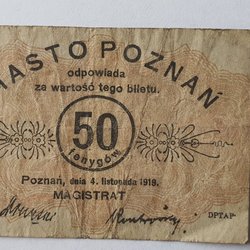 MIASTO POZNAŃ
odpowiada
za wartość tego biletu.
50
fenygów
Poznań, dnia 4. listopada 1919.
MAGISTRAT
DPTAP